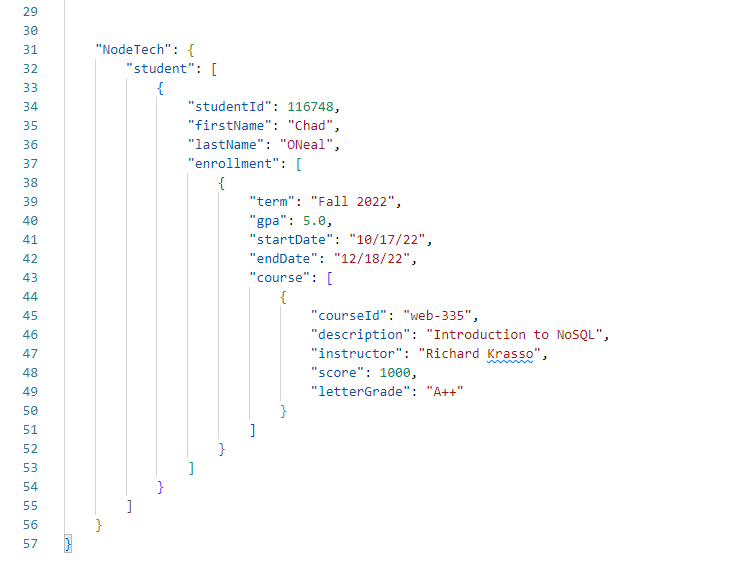 29
30
31 "NodeTech": {
32 "student": [
33 {
34 "studentId": 116748,
35 "firstName": "Chad",
36 "lastName": "ONeal",
37 "enrollment": [
38 {
39 "term": "Fall 2022",
40 "gpa": 5.0,
41 "startDate": "10/17/22",
42 "endDate": "12/18/22",
43 "course": [
44 {
45 "courseId": "web-335",
46 "description": "Introduction to NoSQL",
47 "instructor": "Richard Krasso",
48 "score": 1000,
49 "letterGrade": "A++"
50 }
51 ]
52 }
53 ]
54 }
55 ]
56 }
57 }